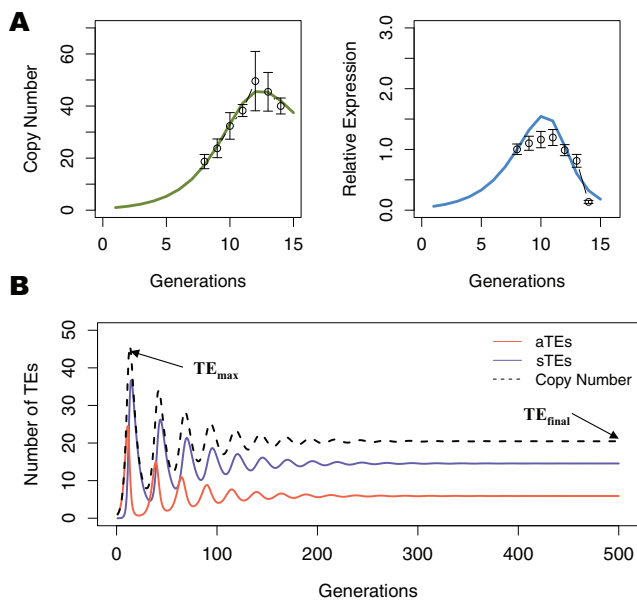 A
Copy Number
60
40
20
0
0 5 10 15
Generations
Relative Expression
3.0
2.0
1.0
0.0
0 5 10 15
Generations
B
Number of TEs
50
40
30
20
10
0
TEmax
aTEs
sTEs
Copy Number
TEfinal
0 100 200 300 400 500
Generations